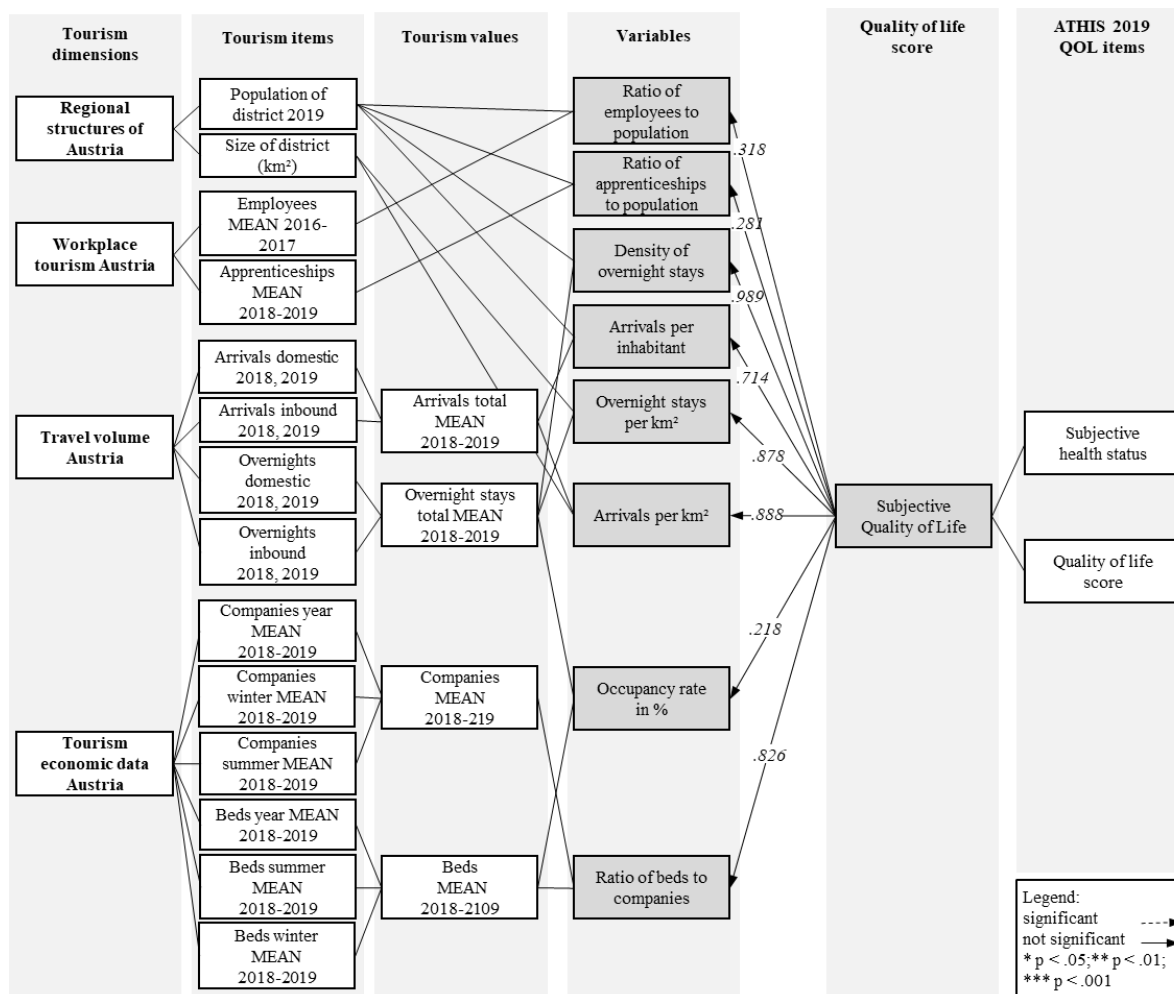 Tourism
dimensions
Tourism items
Tourism values
Variables
Quality of life
score
ATHIS 2019
QOL items
Regional
structures of
Austria
Workplace
tourism Austria
Travel volume
Austria
Tourism
economic data
Austria
Population of
district 2019
Size of district
(km²)
Employees
MEAN 2016-
2017
Apprenticeships
MEAN
2018-2019
Arrivals domestic
2018, 2019
Arrivals inbound
2018, 2019
Overnights
domestic
2018, 2019
Overnights
inbound
2018, 2019
Companies year
MEAN
2018-2019
Companies
winter MEAN
2018-2019
Companies
summer MEAN
2018-2019
Beds year MEAN
2018-2019
Beds summer
MEAN
2018-2019
Beds winter
MEAN
2018-2019
Arrivals total
MEAN
2018-2019
Overnight stays
total MEAN
2018-2019
Companies
MEAN
2018-219
Beds
MEAN
2018-2109
Ratio of
employees to
population
Ratio of
apprenticeships
to population
Density of
overnight stays
Arrivals per
inhabitant
Overnight stays
per km²
Arrivals per km²
Occupancy rate
in %
Ratio of beds to
companies
.318
.281
.989
.714
.878
.888
.218
.826
Subjective
Quality of Life
Subjective
health status
Quality of life
score
Legend:
significant
not significant
* p < .05;** p < .01;
*** p < .001